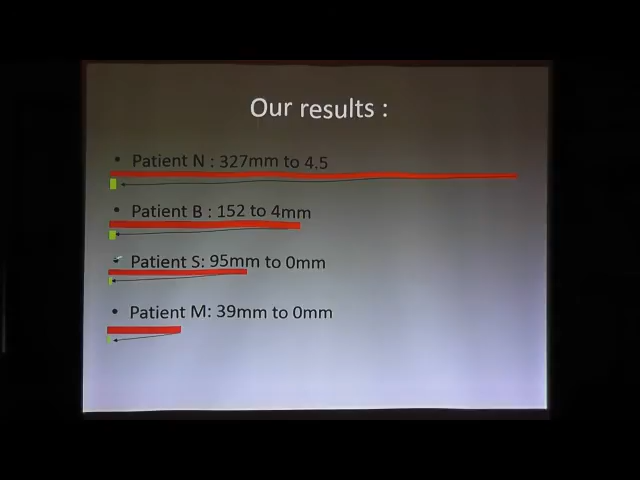 Our results :
• Patient N : 327mm to 4.5
• Patient B : 152 to 4mm
• Patient S: 95mm to 0mm
• Patient M: 39mm to 0mm